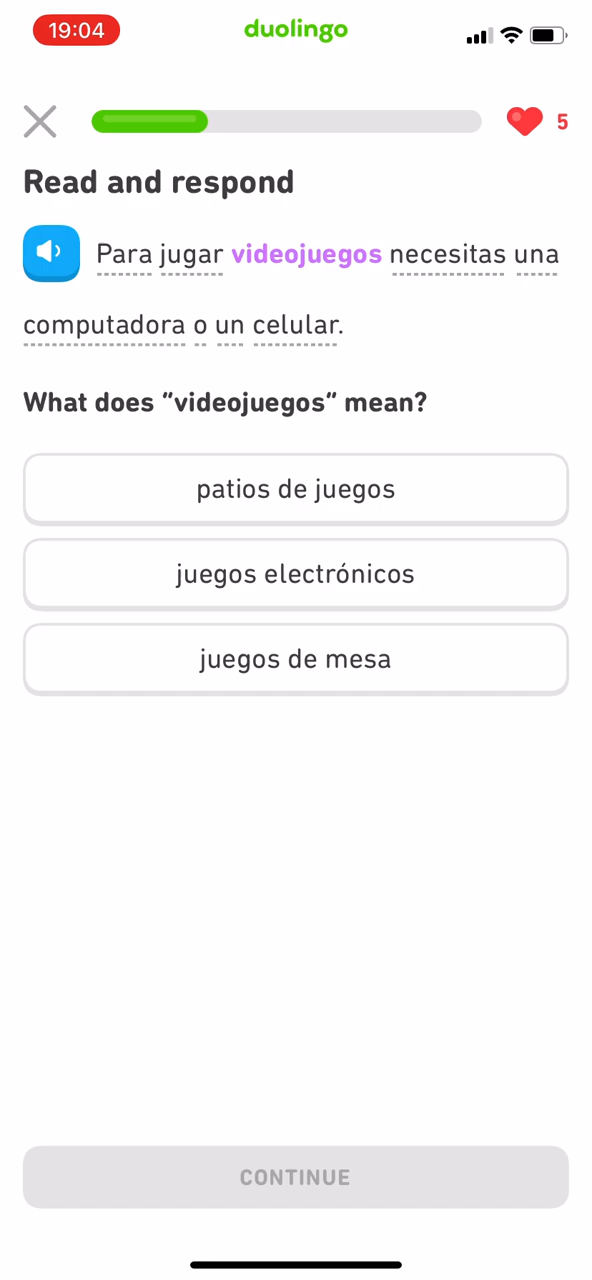 19:04
duolingo
5
Read and respond
Para jugar videojuegos necesitas una
computadora o un celular.
What does "videojuegos" mean?
patios de juegos
juegos electrónicos
juegos de mesa
CONTINUE